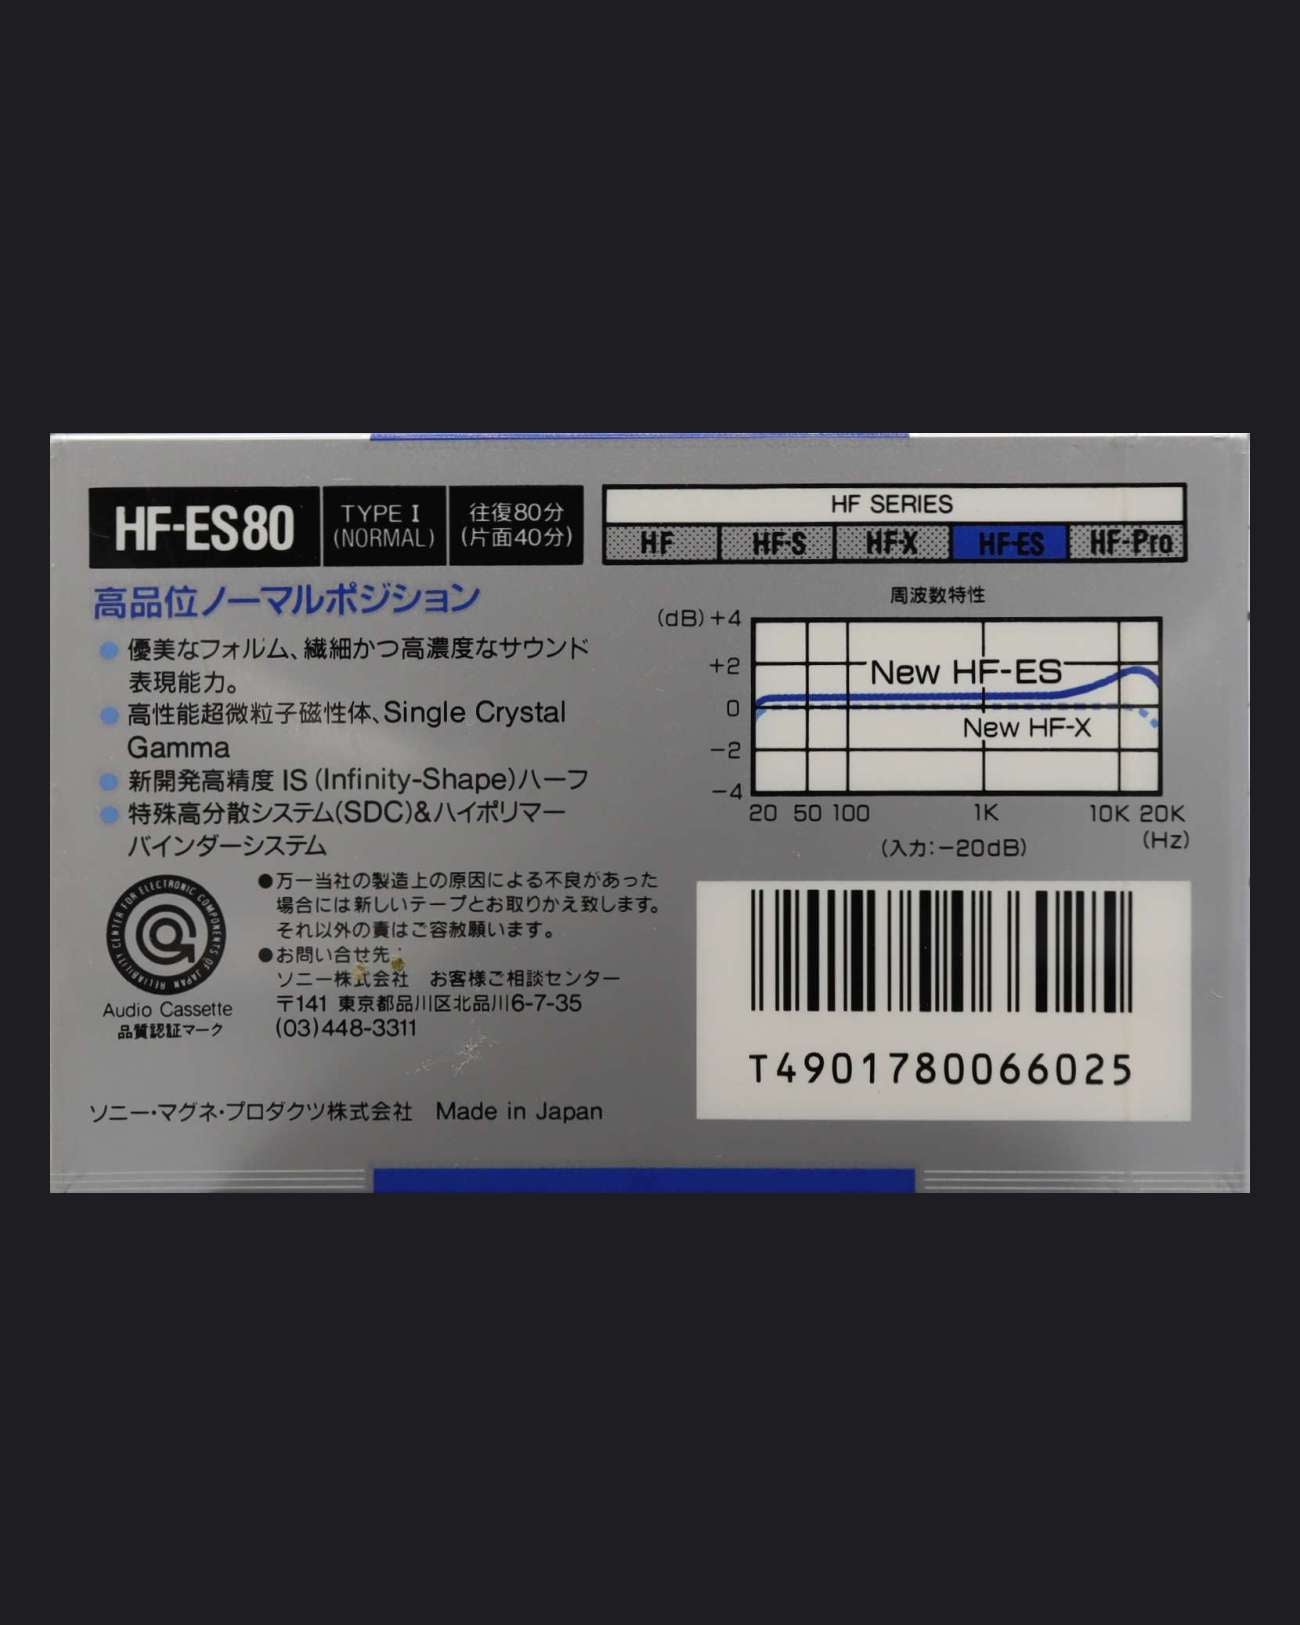 HF-ES80
TYPE I
(NORMAL)
往復80分
(片面40分)
HF SERIES
HF HF-S HF-X HF-ES HF-Pro
高品位ノーマルポジション
優美なフォルム、繊細かつ高濃度なサウンド
表現能力。
高性能超微粒子磁性体、Single Crystal
Gamma
新開発高精度 IS (Infinity-Shape)ハーフ
特殊高分散システム(SDC)&ハイポリマー
バインダーシステム
周波数特性
(dB) +4
+2
0
-2
-4
New HF-ES
New HF-X
20 50 100 1K 10K 20K
(Hz)
(入力:-20dB)
RELIABILITY CENTER FOR ELECTRONIC COMPONENTS OF JAPAN
Audio Cassette
品質認証マーク
●万一当社の製造上の原因による不良があった
場合には新しいテープとお取りかえ致します。
それ以外の責はご容赦願います。
●お問い合せ先:
ソニー株式会社 お客様ご相談センター
〒141 東京都品川区北品川6-7-35
(03)448-3311
ソニー・マグネ・プロダクツ株式会社 Made in Japan
T4901780066025